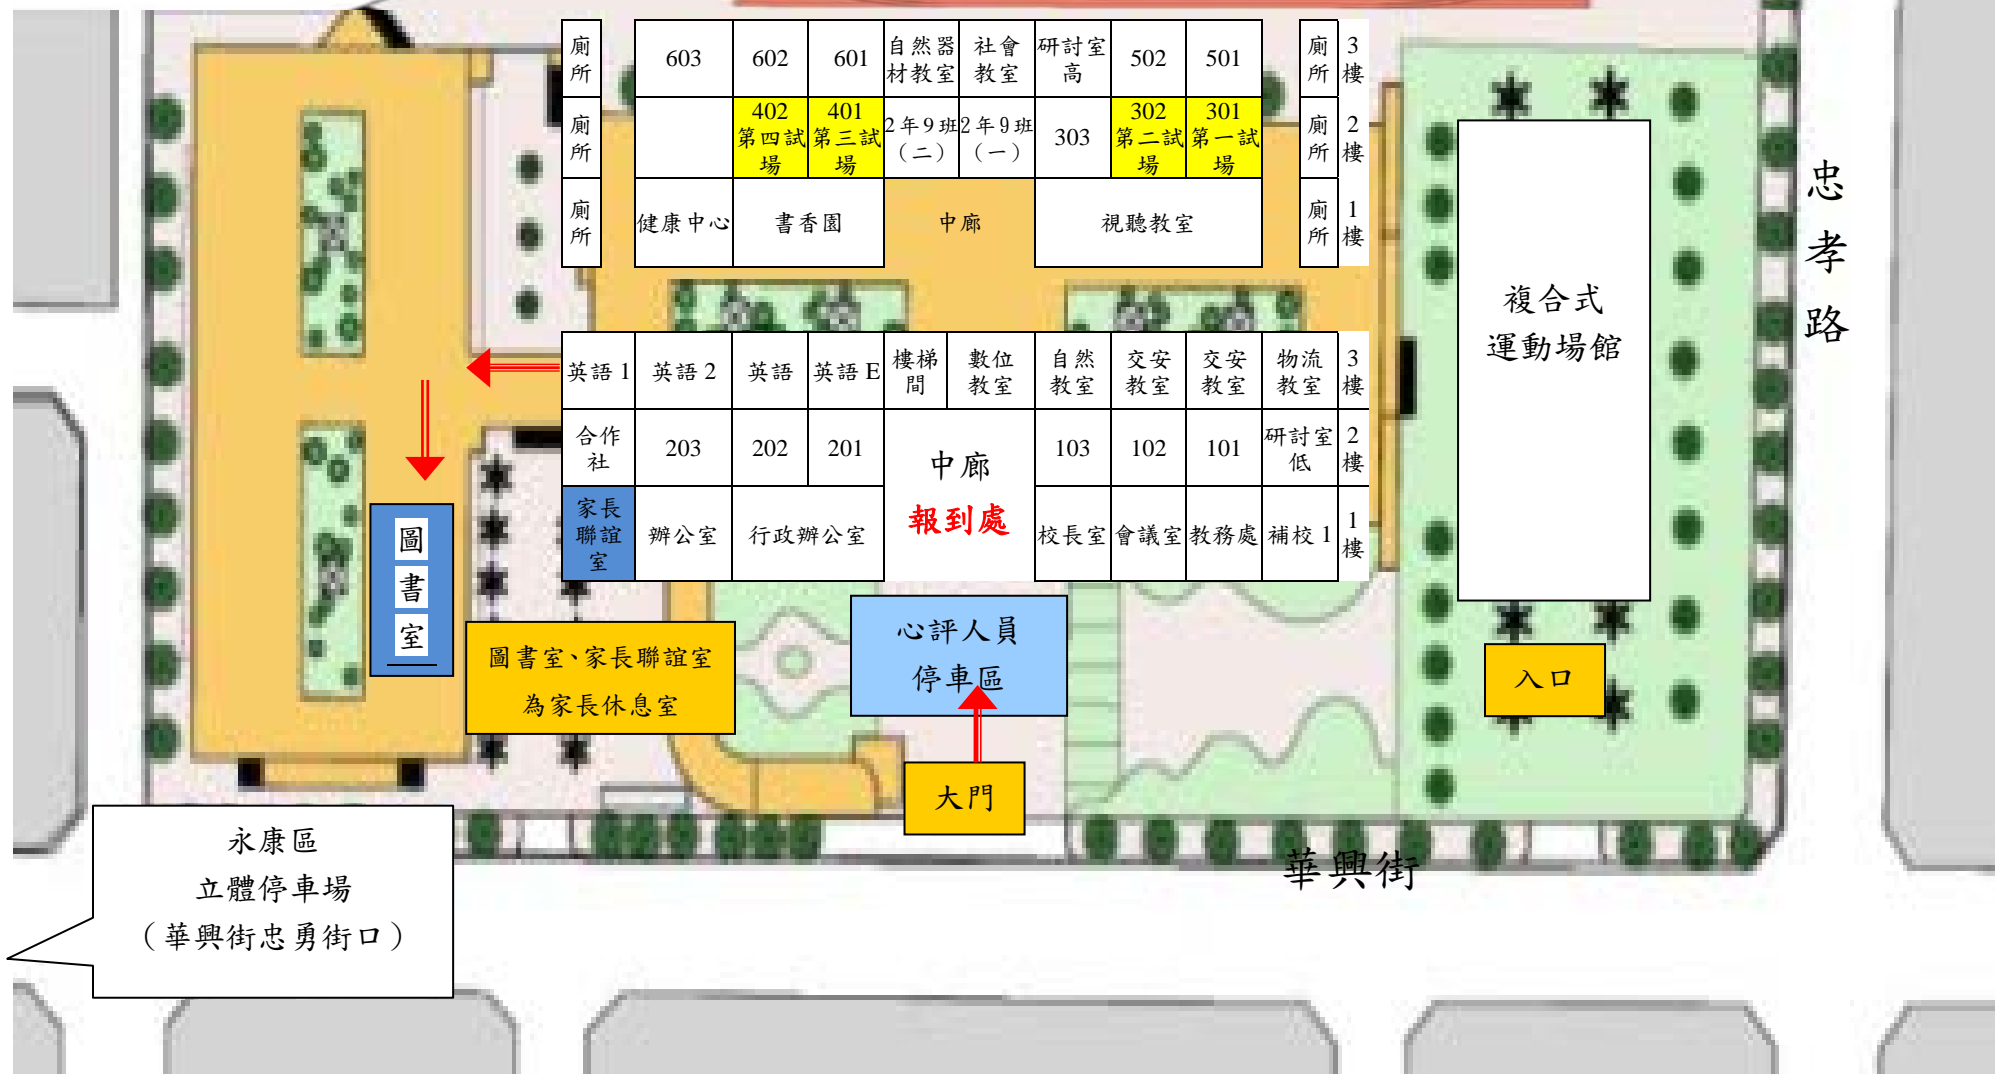 廁所
603
602
601
自然器材教室
社會教室
研討室高
502
501
廁所
3樓
廁所
402
第四試場
401
第三試場
2年9班(二)
2年9班(一)
303
302
第二試場
301
第一試場
廁所
2樓
廁所
健康中心
書香園
中廊
視聽教室
廁所
1樓
英語1
英語2
英語
英語E
樓梯間
數位教室
自然教室
交安教室
交安教室
物流教室
3樓
合作社
203
202
201
中廊
報到處
103
102
101
研討室低
2樓
家長聯誼室
辦公室
行政辦公室
校長室
會議室
教務處
補校1
1樓
圖書室
圖書室、家長聯誼室
為家長休息室
心評人員
停車區
大門
複合式
運動場館
入口
忠孝路
華興街
永康區
立體停車場
(華興街忠勇街口)